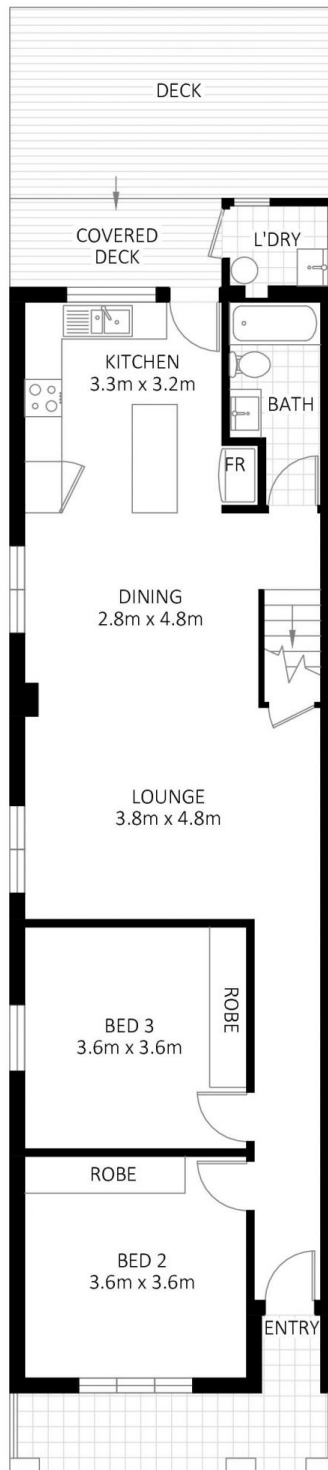 DECK
COVERED
DECK
L'DRY
KITCHEN
3.3m x 3.2m
BATH
FR
DINING
2.8m x 4.8m
LOUNGE
3.8m x 4.8m
BED 3
3.6m x 3.6m
ROBE
ROBE
BED 2
3.6m x 3.6m
ENTRY